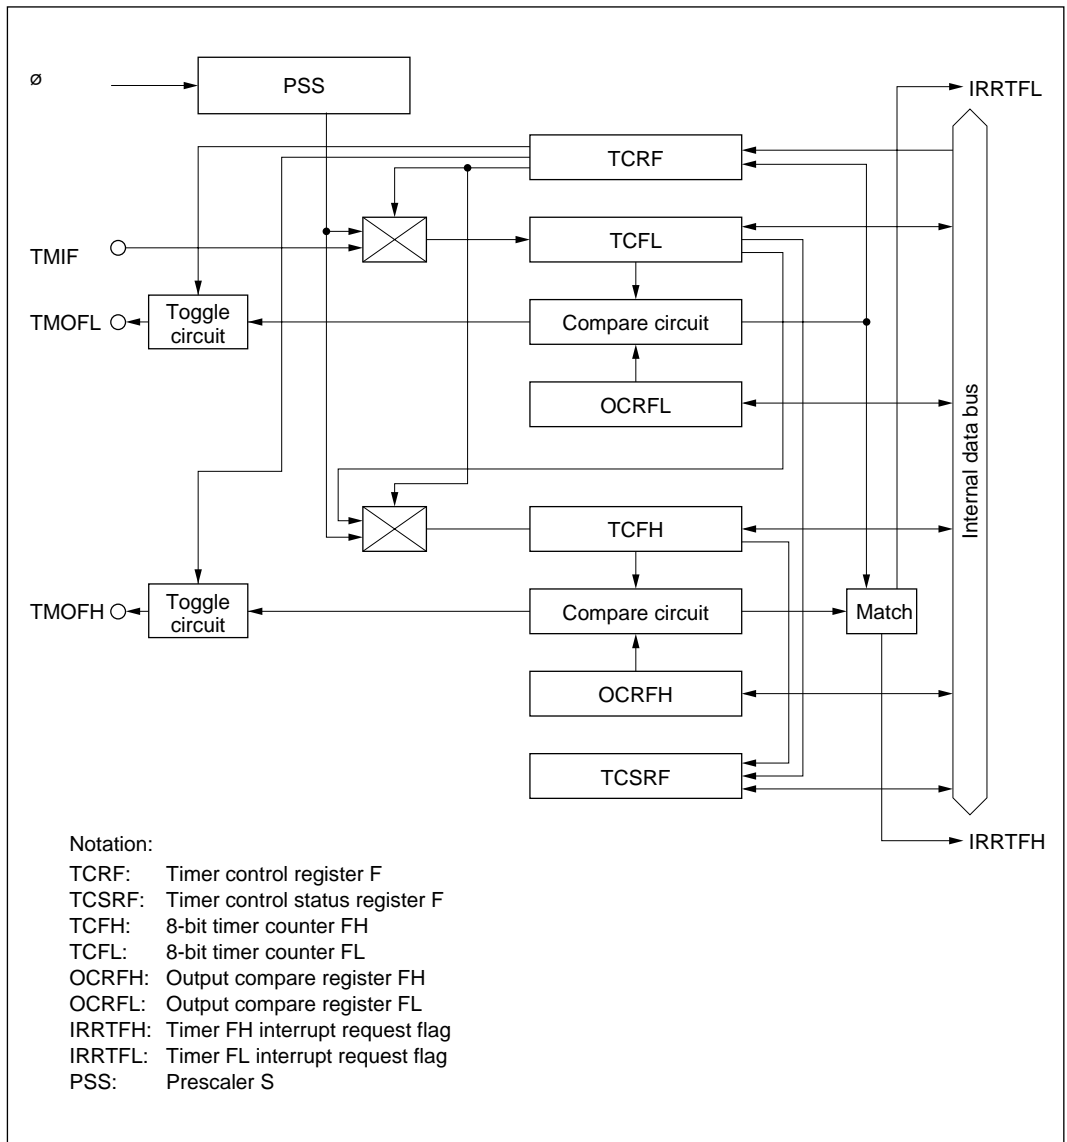 ø
PSS
IRRTFL
TCRF
TMIF
TCFL
TMOFL
Toggle
circuit
Compare circuit
OCRFL
Internal data bus
TCFH
TMOFH
Toggle
circuit
Compare circuit
Match
OCRFH
TCSRF
IRRTFH
Notation:
TCRF: Timer control register F
TCSRF: Timer control status register F
TCFH: 8-bit timer counter FH
TCFL: 8-bit timer counter FL
OCRFH: Output compare register FH
OCRFL: Output compare register FL
IRRTFH: Timer FH interrupt request flag
IRRTFL: Timer FL interrupt request flag
PSS: Prescaler S